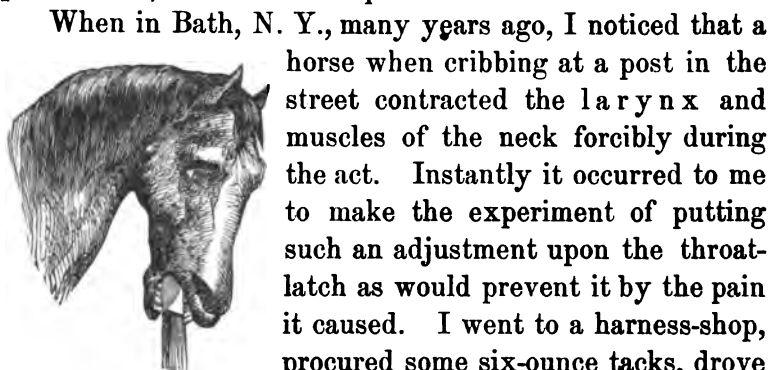 When in Bath, N. Y., many years ago, I noticed that a
horse when cribbing at a post in the
street contracted the larynx and
muscles of the neck forcibly during
the act. Instantly it occurred to me
to make the experiment of putting
such an adjustment upon the throat-
latch as would prevent it by the pain
it caused. I went to a harness-shop,
procured some six-ounce tacks, drove